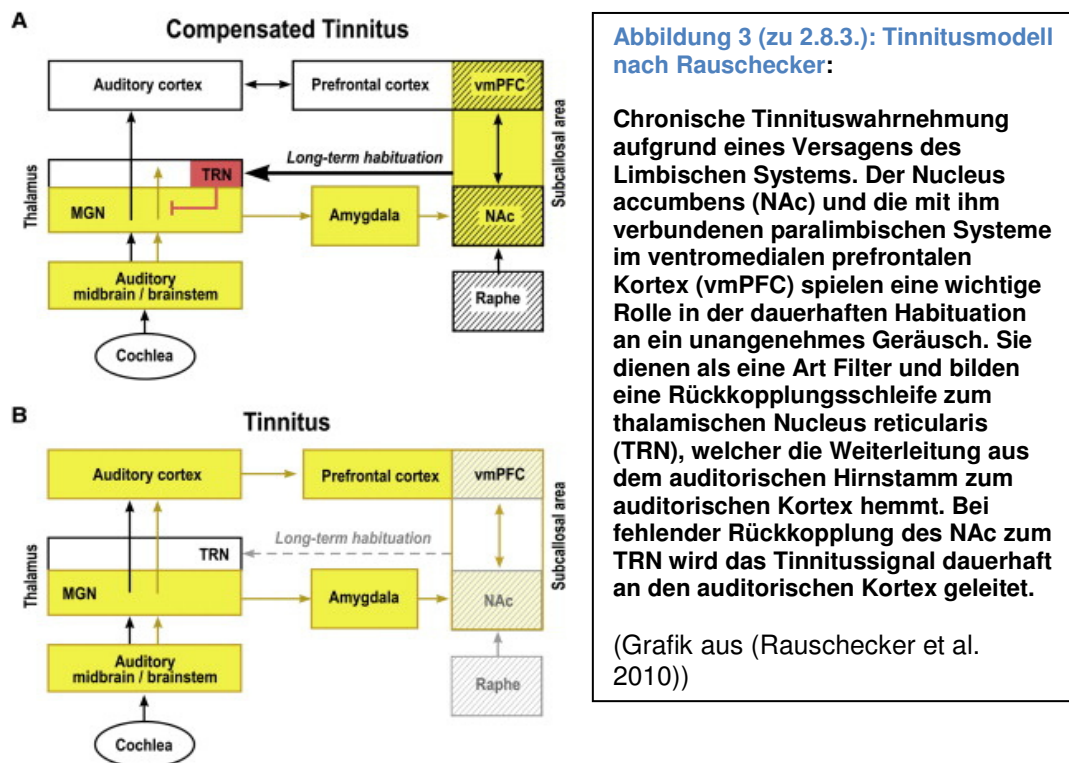 A
Compensated Tinnitus
Auditory cortex
Prefrontal cortex
vmPFC
Subcallosal area
Long-term habituation
Thalamus
TRN
MGN
Amygdala
NAc
Auditory
midbrain / brainstem
Raphe
Cochlea
B
Tinnitus
Auditory cortex
Prefrontal cortex
vmPFC
Subcallosal area
Long-term habituation
Thalamus
TRN
MGN
Amygdala
NAc
Auditory
midbrain / brainstem
Raphe
Cochlea
Abbildung 3 (zu 2.8.3.): Tinnitusmodell
nach Rauschecker:
Chronische Tinnituswahrnehmung
aufgrund eines Versagens des
Limbischen Systems. Der Nucleus
accumbens (NAc) und die mit ihm
verbundenen paralimbischen Systeme
im ventromedialen prefrontalen
Kortex (vmPFC) spielen eine wichtige
Rolle in der dauerhaften Habituation
an ein unangenehmes Geräusch. Sie
dienen als eine Art Filter und bilden
eine Rückkopplungsschleife zum
thalamischen Nucleus reticularis
(TRN), welcher die Weiterleitung aus
dem auditorischen Hirnstamm zum
auditorischen Kortex hemmt. Bei
fehlender Rückkopplung des NAc zum
TRN wird das Tinnitussignal dauerhaft
an den auditorischen Kortex geleitet.
(Grafik aus (Rauschecker et al.
2010))